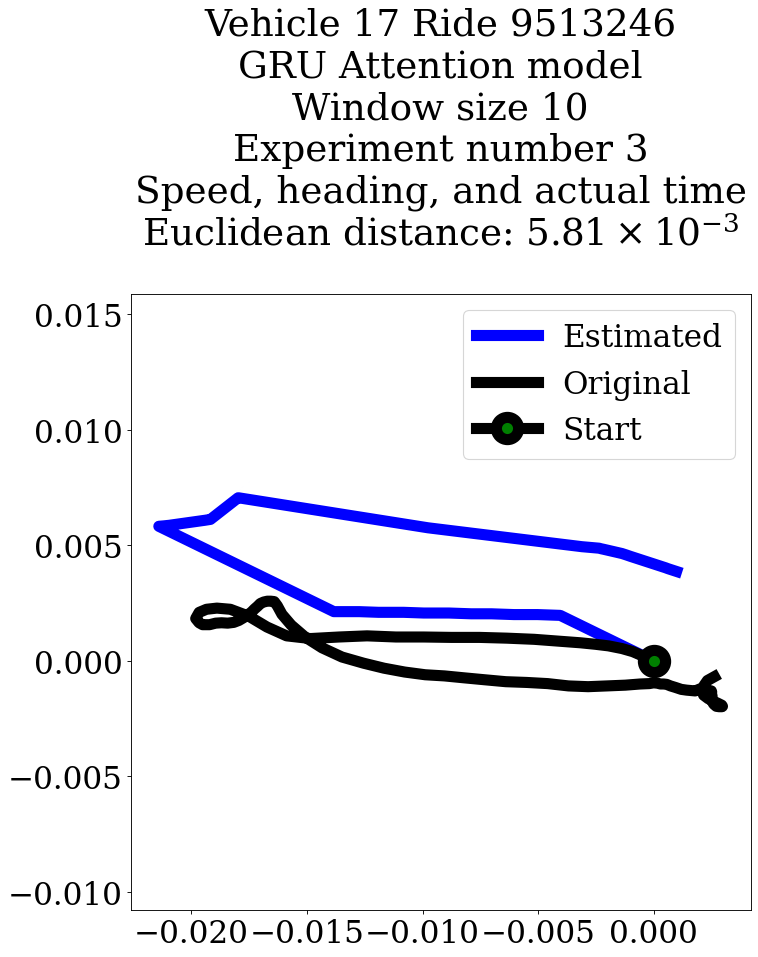 Vehicle 17 Ride 9513246
GRU Attention model
Window size 10
Experiment number 3
Speed, heading, and actual time
Euclidean distance: 5.81 × 10⁻³
0.015
Estimated
Original
Start
0.010
0.005
0.000
−0.005
−0.010
−0.020 −0.015 −0.010 −0.005 0.000